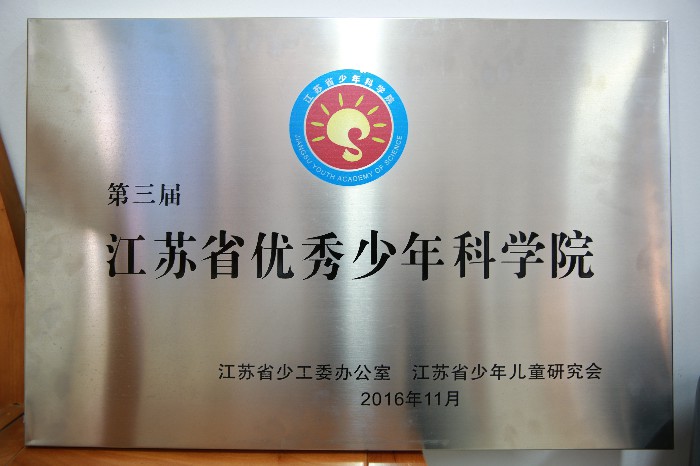 江苏省少年科学院
JIANGSU YOUTH ACADEMY OF SCIENCE
第三届
江苏省优秀少年科学院
江苏省少工委办公室 江苏省少年儿童研究会
2016年11月